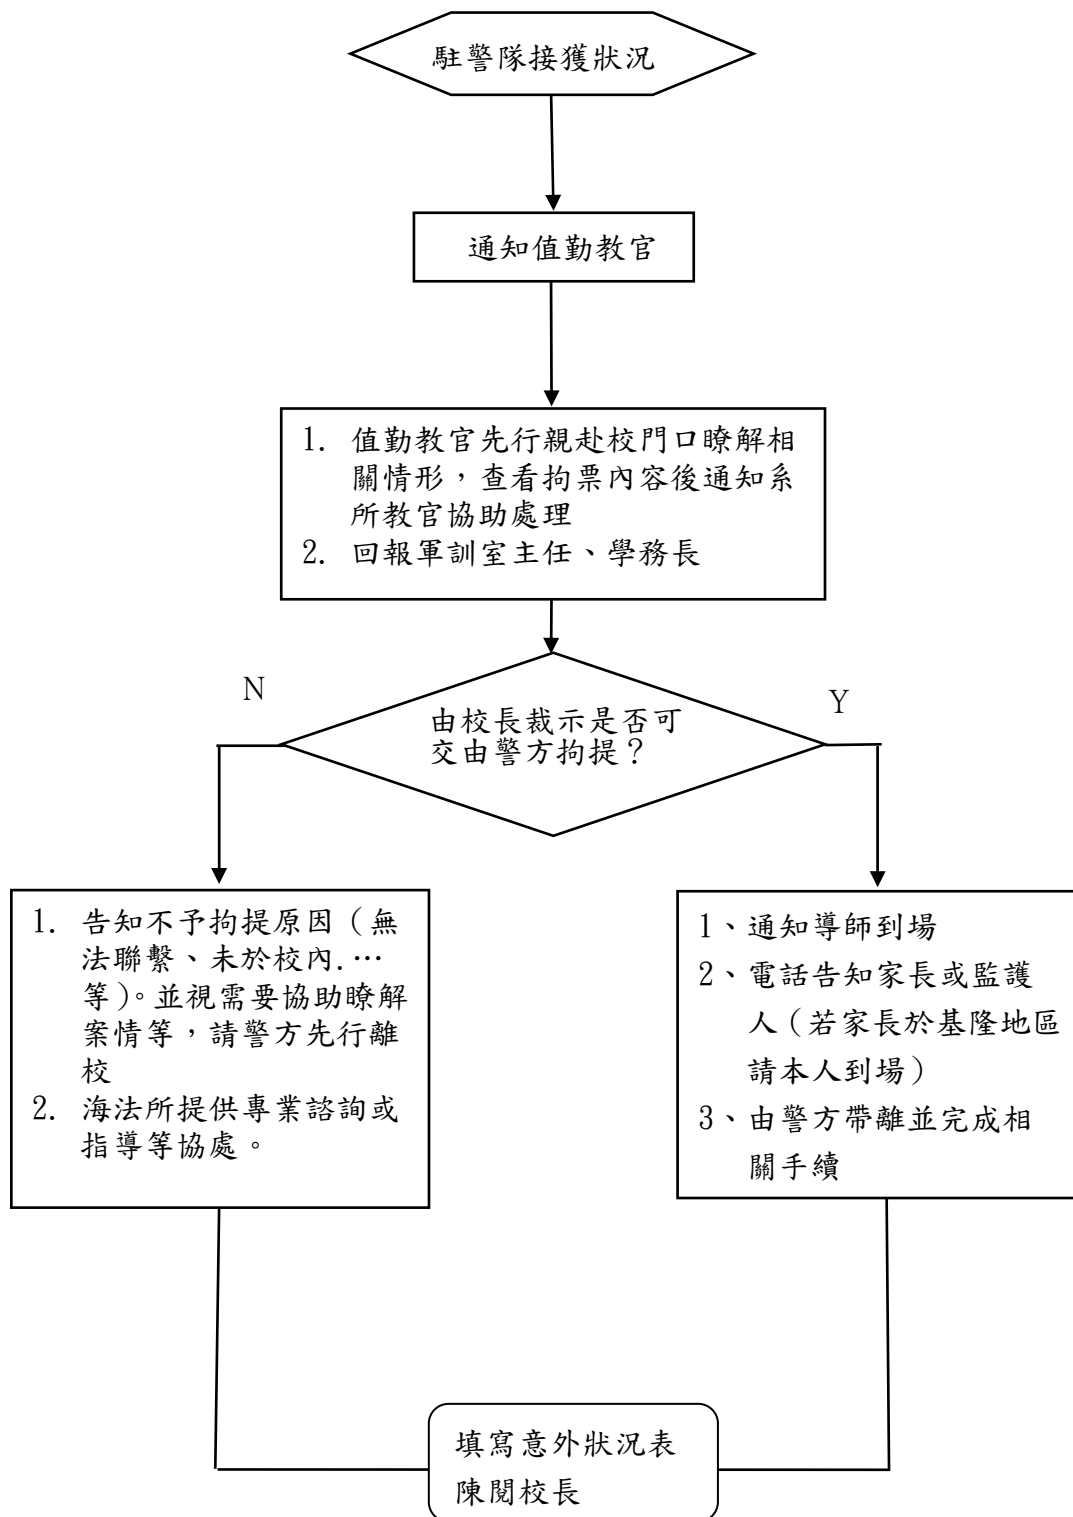 駐警隊接獲狀況
通知值勤教官
1. 值勤教官先行親赴校門口瞭解相
關情形，查看拘票內容後通知系
所教官協助處理
2. 回報軍訓室主任、學務長
N
Y
由校長裁示是否可
交由警方拘提？
1. 告知不予拘提原因（無
法聯繫、未於校內.…
等）。並視需要協助瞭解
案情等，請警方先行離
校
2. 海法所提供專業諮詢或
指導等協處。
1、通知導師到場
2、電話告知家長或監護
人（若家長於基隆地區
請本人到場）
3、由警方帶離並完成相
關手續
填寫意外狀況表
陳閱校長